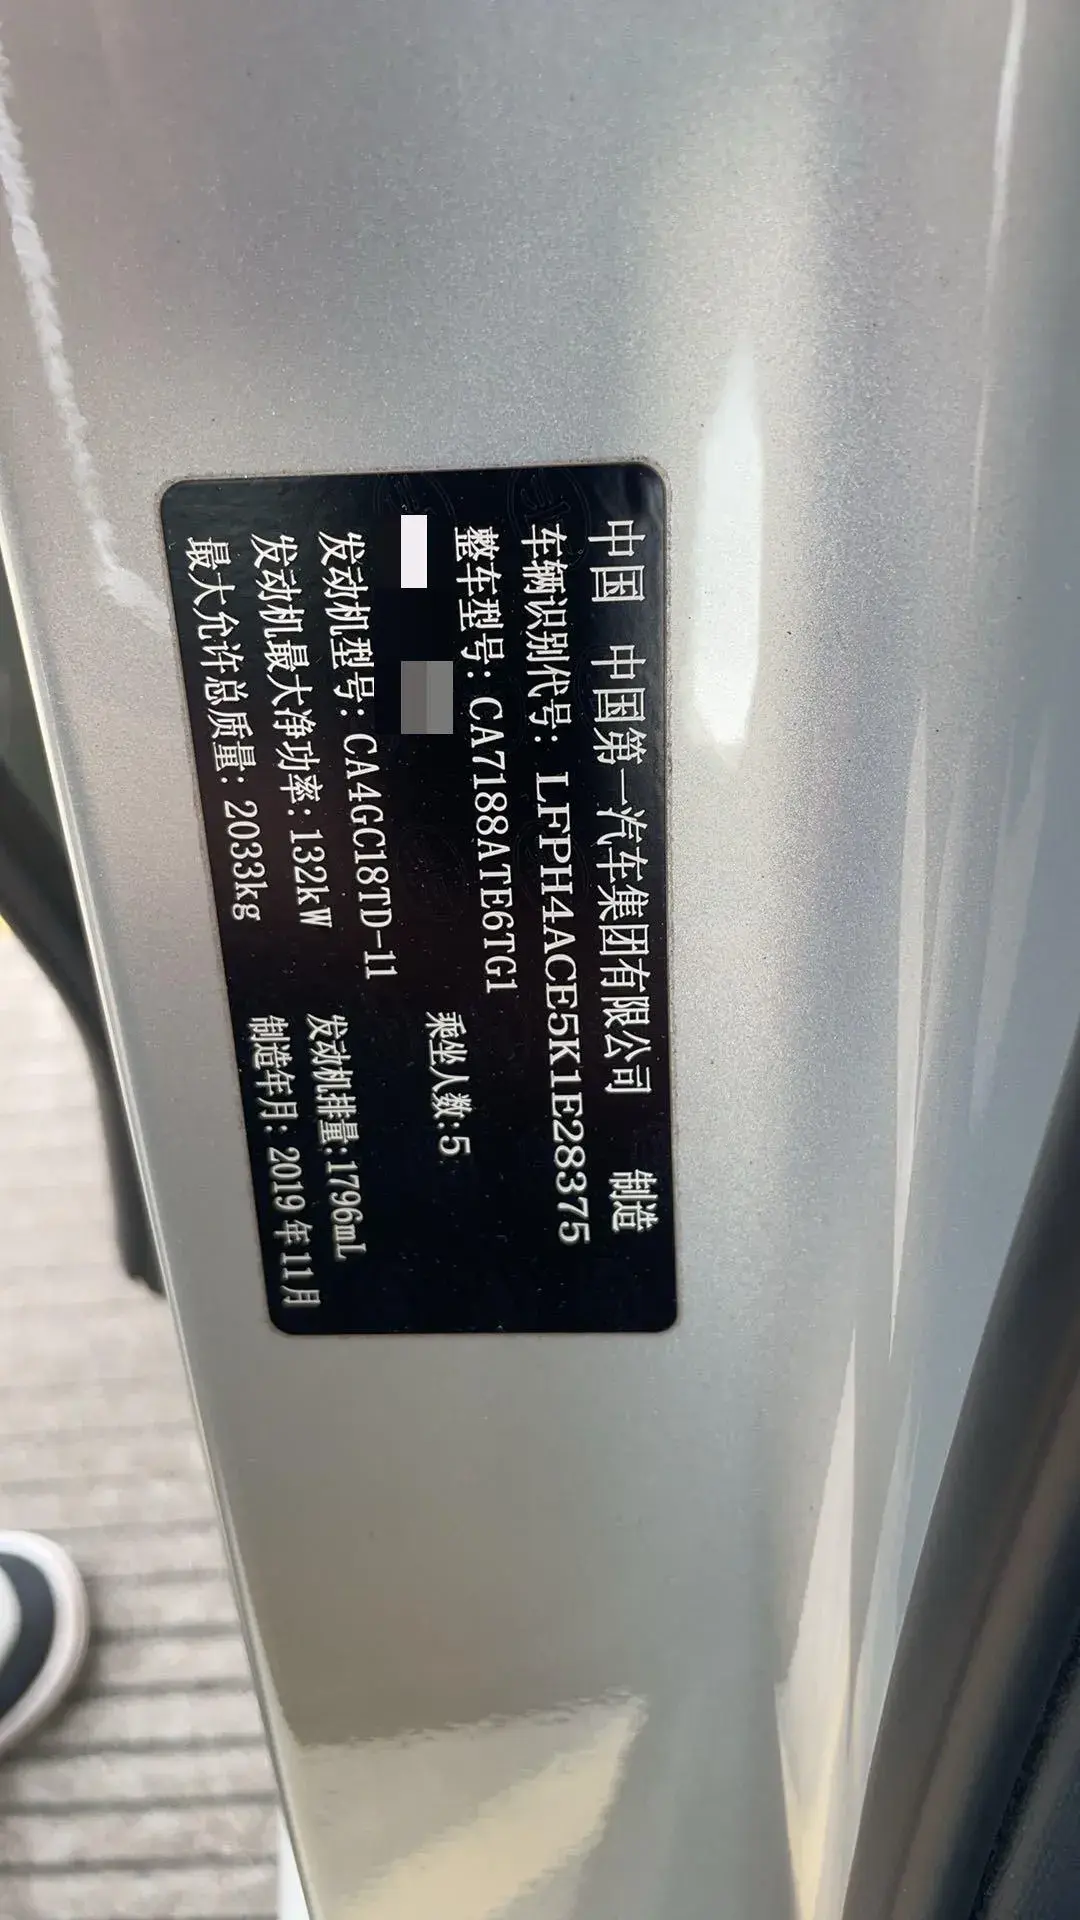 中国 中国第一汽车集团有限公司 制造
车辆识别代号: LFPH4ACE5K1E28375
整车型号: CA7188ATE6TG1
乘坐人数:5
发动机型号: CA4GC18TD-11 发动机排量:1796mL
发动机最大净功率: 132kW 制造年月: 2019年11月
最大允许总质量: 2033kg